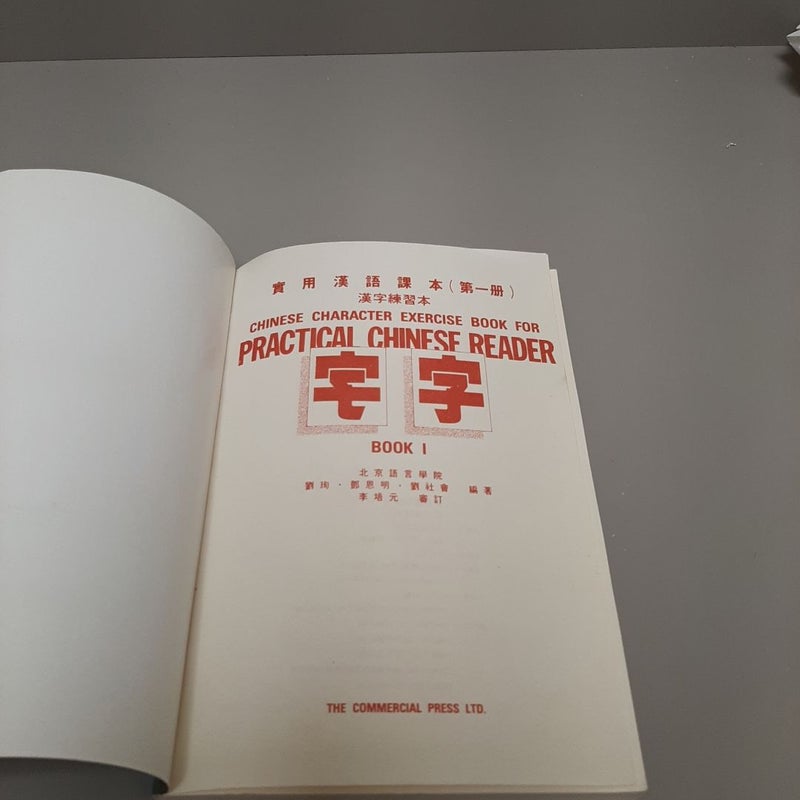 實用漢語課本(第一册)
漢字練習本
CHINESE CHARACTER EXERCISE BOOK FOR
PRACTICAL CHINESE READER
宅 字
BOOK I
北京語言學院
劉珣·鄧恩明·劉社會 編著
李培元 審訂
THE COMMERCIAL PRESS LTD.